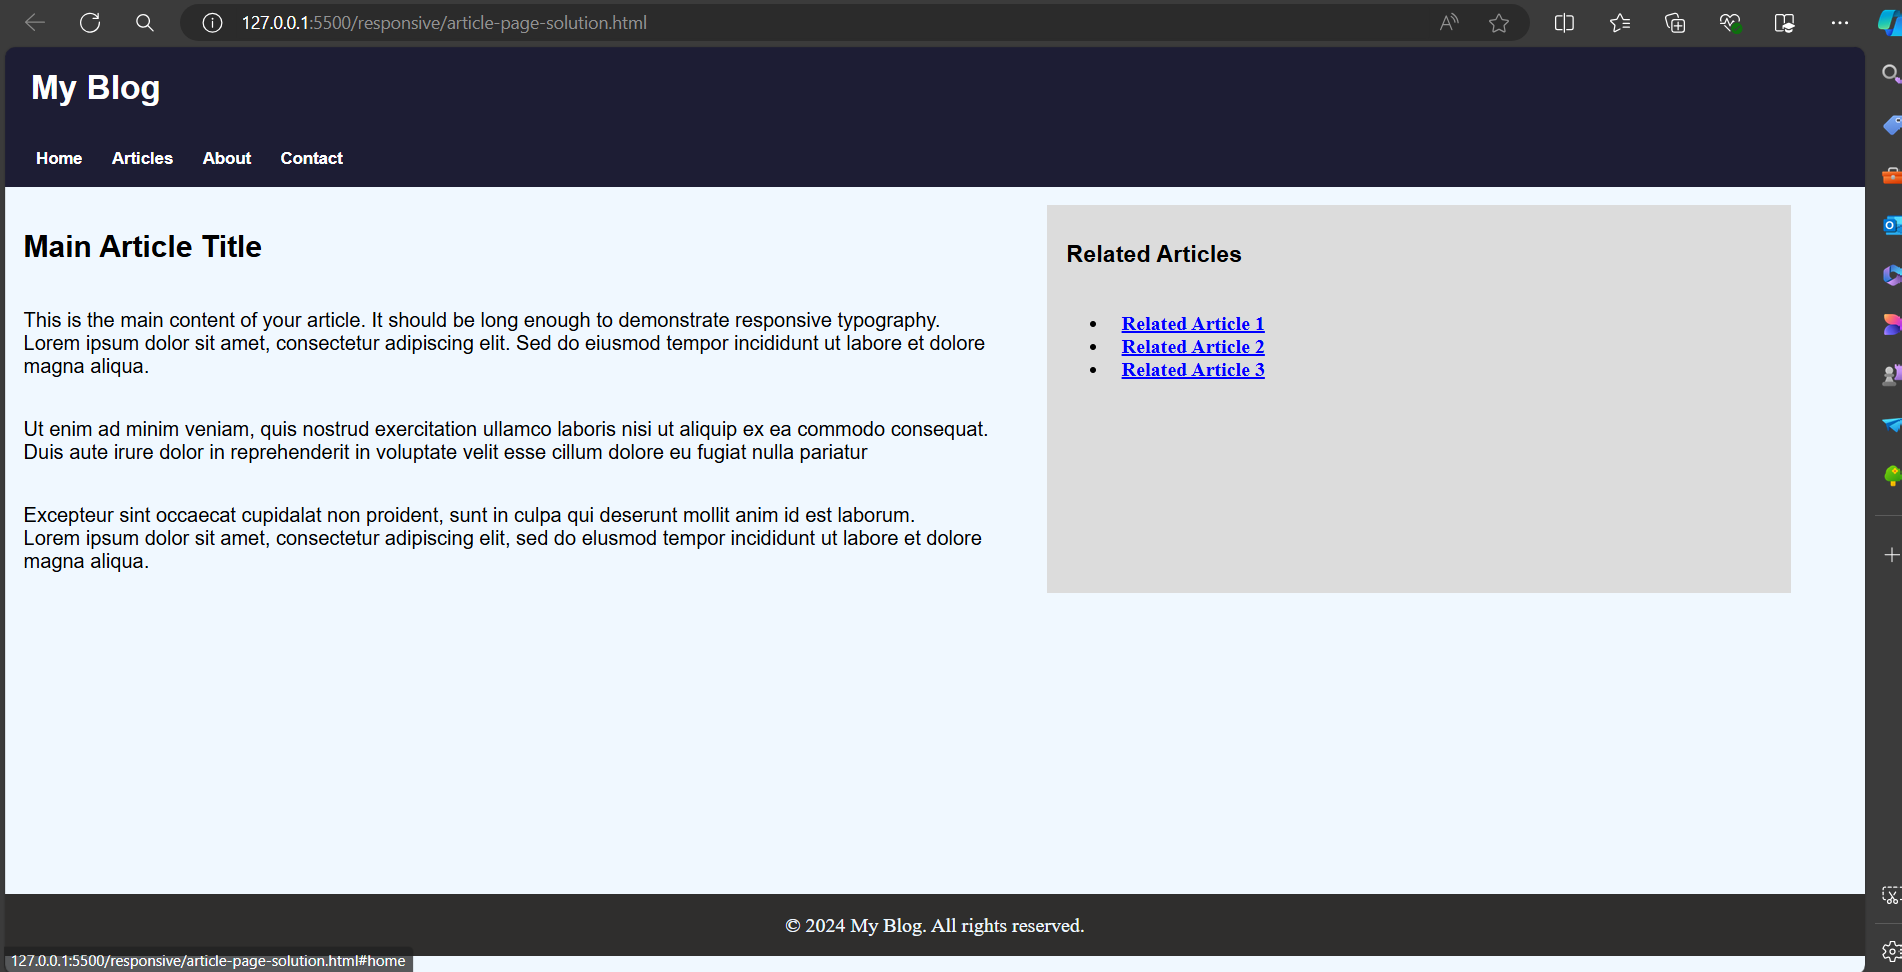 127.0.0.1:5500/responsive/article-page-solution.html
My Blog
Home Articles About Contact
Main Article Title
This is the main content of your article. It should be long enough to demonstrate responsive typography.
Lorem ipsum dolor sit amet, consectetur adipiscing elit. Sed do eiusmod tempor incididunt ut labore et dolore
magna aliqua.
Ut enim ad minim veniam, quis nostrud exercitation ullamco laboris nisi ut aliquip ex ea commodo consequat.
Duis aute irure dolor in reprehenderit in voluptate velit esse cillum dolore eu fugiat nulla pariatur
Excepteur sint occaecat cupidalat non proident, sunt in culpa qui deserunt mollit anim id est laborum.
Lorem ipsum dolor sit amet, consectetur adipiscing elit, sed do elusmod tempor incididunt ut labore et dolore
magna aliqua.
Related Articles
Related Article 1
Related Article 2
Related Article 3
© 2024 My Blog. All rights reserved.
127.0.0.1:5500/responsive/article-page-solution.html#home